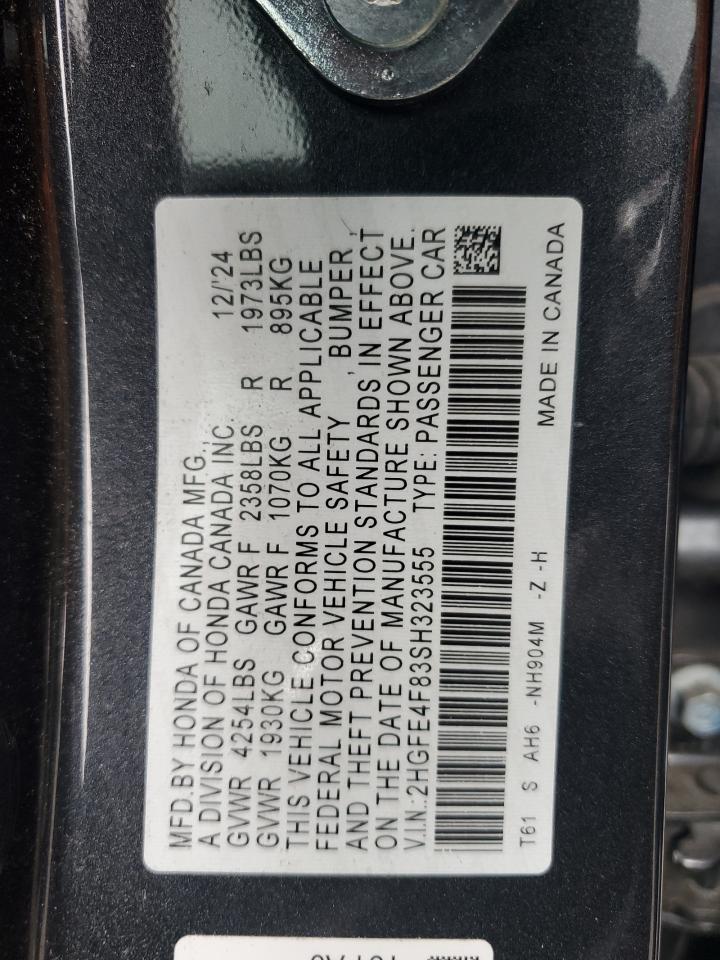 MFD.BY HONDA OF CANADA MFG.,
A DIVISION OF HONDA CANADA INC. 12/'24
GVWR 4254LBS GAWR F 2358LBS R 1973LBS
GVWR 1930KG GAWR F 1070KG R 895KG
THIS VEHICLE CONFORMS TO ALL APPLICABLE
FEDERAL MOTOR VEHICLE SAFETY , BUMPER ,
AND THEFT PREVENTION STANDARDS IN EFFECT
ON THE DATE OF MANUFACTURE SHOWN ABOVE.
V.I.N.:2HGFE4F83SH323555 TYPE: PASSENGER CAR
T61 S AH6 -NH904M -Z -H MADE IN CANADA